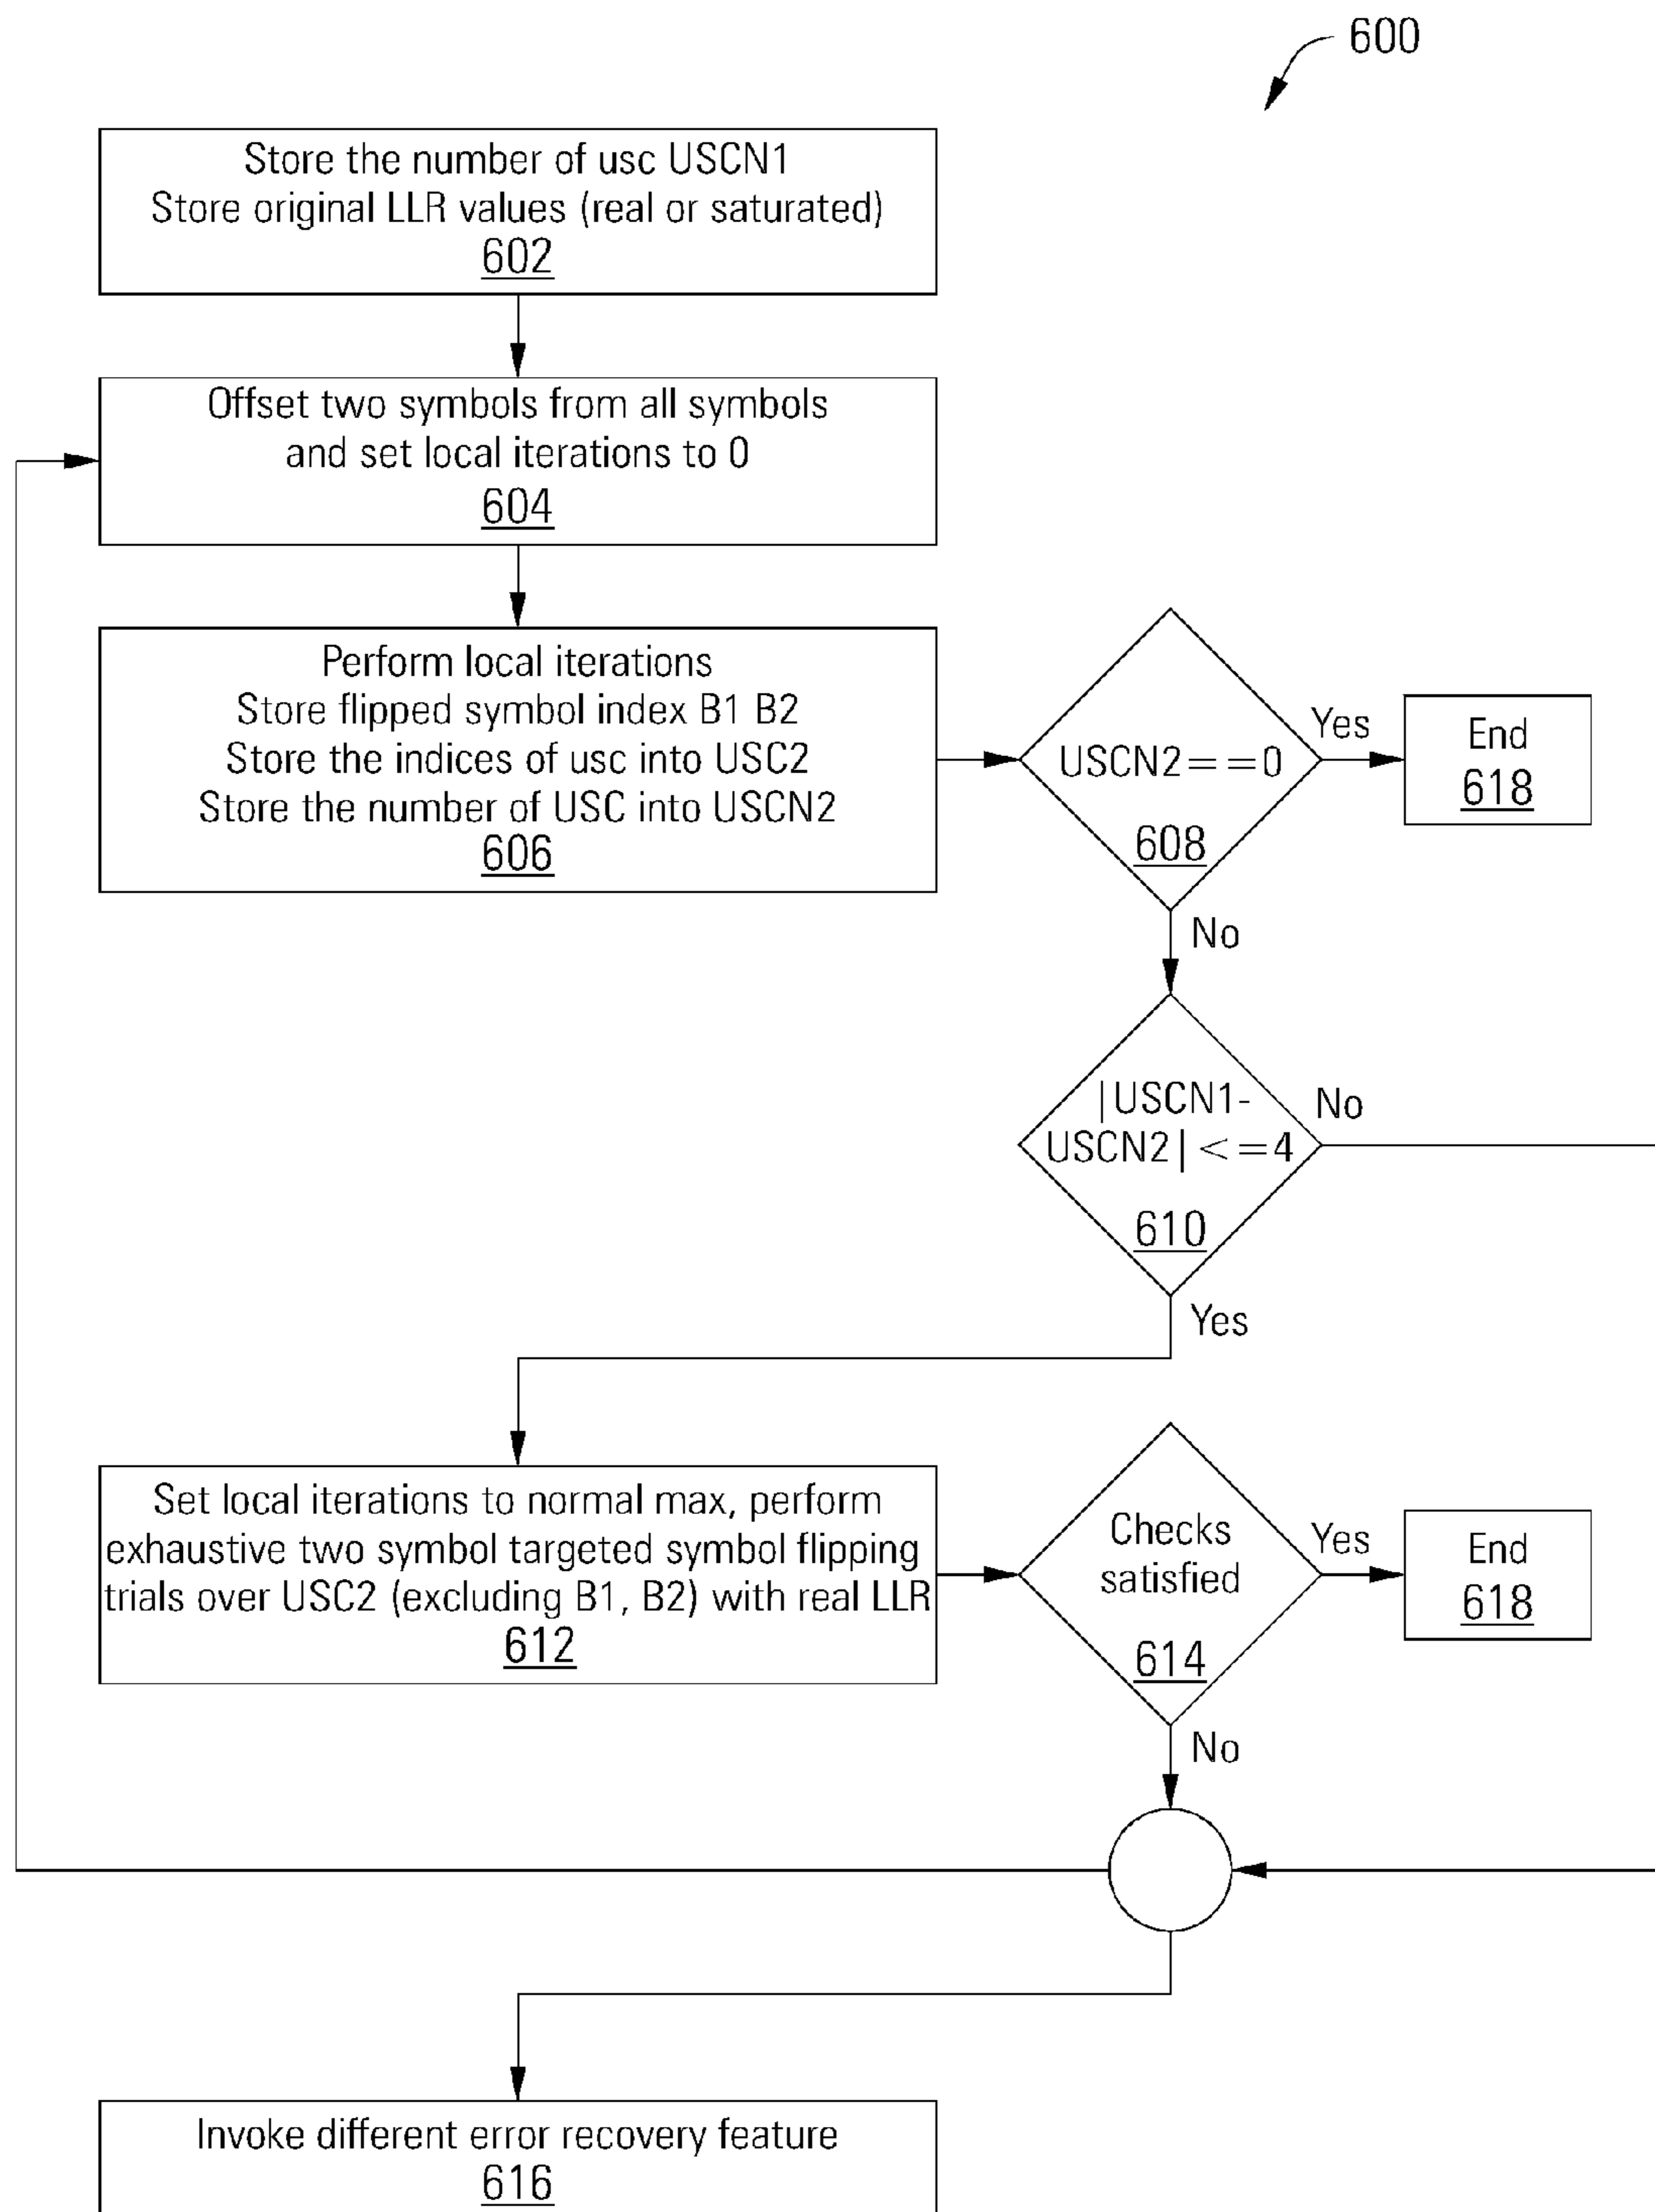 600
Store the number of usc USCN1
Store original LLR values (real or saturated)
602
Offset two symbols from all symbols
and set local iterations to 0
604
Perform local iterations
Store flipped symbol index B1 B2
Store the indices of usc into USC2
Store the number of USC into USCN2
606
USCN2==0
608
Yes
End
618
No
|USCN1-
USCN2|<=4
610
No
Yes
Set local iterations to normal max, perform
exhaustive two symbol targeted symbol flipping
trials over USC2 (excluding B1, B2) with real LLR
612
Checks
satisfied
614
Yes
End
618
No
Invoke different error recovery feature
616